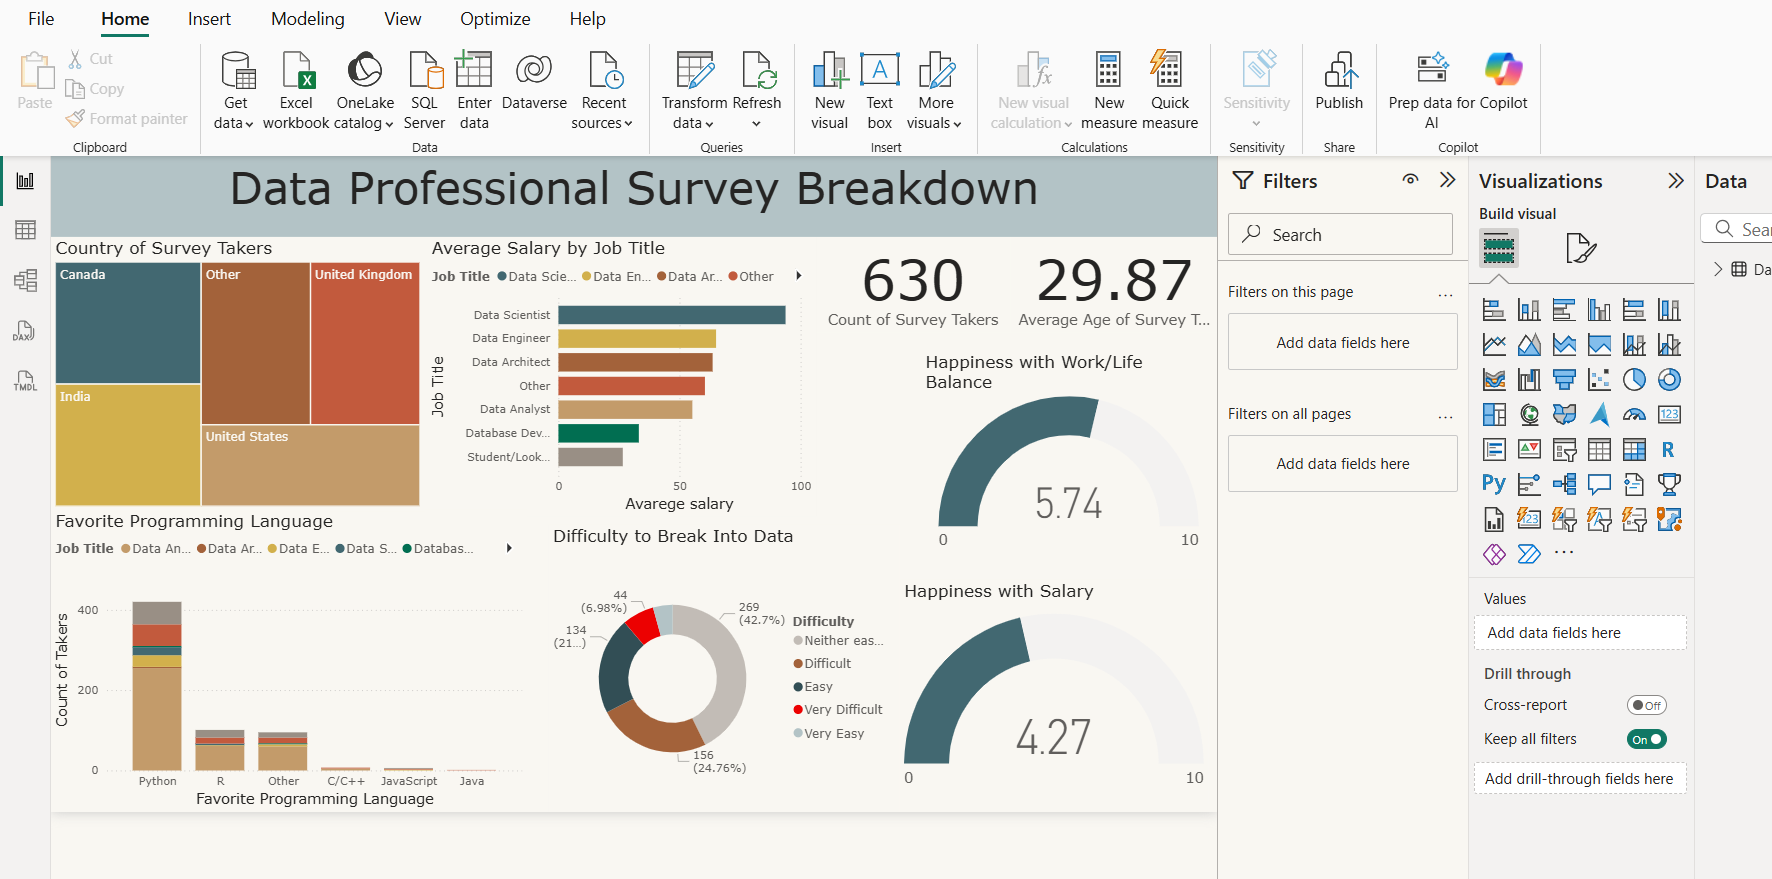 File Home Insert Modeling View Optimize Help
Paste
Cut
Copy
Format painter
Clipboard
Get data
Excel workbook
OneLake catalog
SQL Server
Enter data
Dataverse
Recent sources
Data
Transform data
Refresh
Queries
New visual
Text box
More visuals
Insert
New visual calculation
New measure
Quick measure
Calculations
Sensitivity
Sensitivity
Publish
Share
Prep data for AI
Copilot
Copilot
DAX
TMDL
Data Professional Survey Breakdown
Country of Survey Takers
Canada
Other
United Kingdom
India
United States
Average Salary by Job Title
Job Title Data Scie... Data En... Data Ar... Other
Job Title
Data Scientist
Data Engineer
Data Architect
Other
Data Analyst
Database Dev...
Student/Look...
0 50 100
Avarege salary
630
Count of Survey Takers
29.87
Average Age of Survey T...
Happiness with Work/Life
Balance
5.74
0 10
Favorite Programming Language
Job Title Data An... Data Ar... Data E... Data S... Databas...
Count of Takers
400
200
0
Python R Other C/C++ JavaScript Java
Favorite Programming Language
Difficulty to Break Into Data
44
(6.98%)
269
(42.7%)
134
(21...)
156
(24.76%)
Difficulty
Neither eas...
Difficult
Easy
Very Difficult
Very Easy
Happiness with Salary
4.27
0 10
Filters
Search
Filters on this page ...
Add data fields here
Filters on all pages ...
Add data fields here
Visualizations
Build visual
123
R
Py
123
...
Values
Add data fields here
Drill through
Cross-report Off
Keep all filters On
Add drill-through fields here
Data
Sear
Da